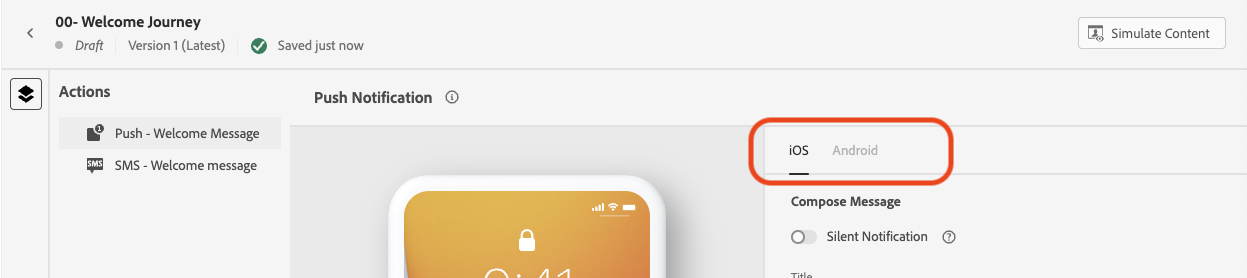 00- Welcome Journey
Draft Version 1 (Latest) Saved just now
Simulate Content
Actions
Push - Welcome Message
SMS SMS - Welcome message
Push Notification
iOS Android
Compose Message
Silent Notification
Title